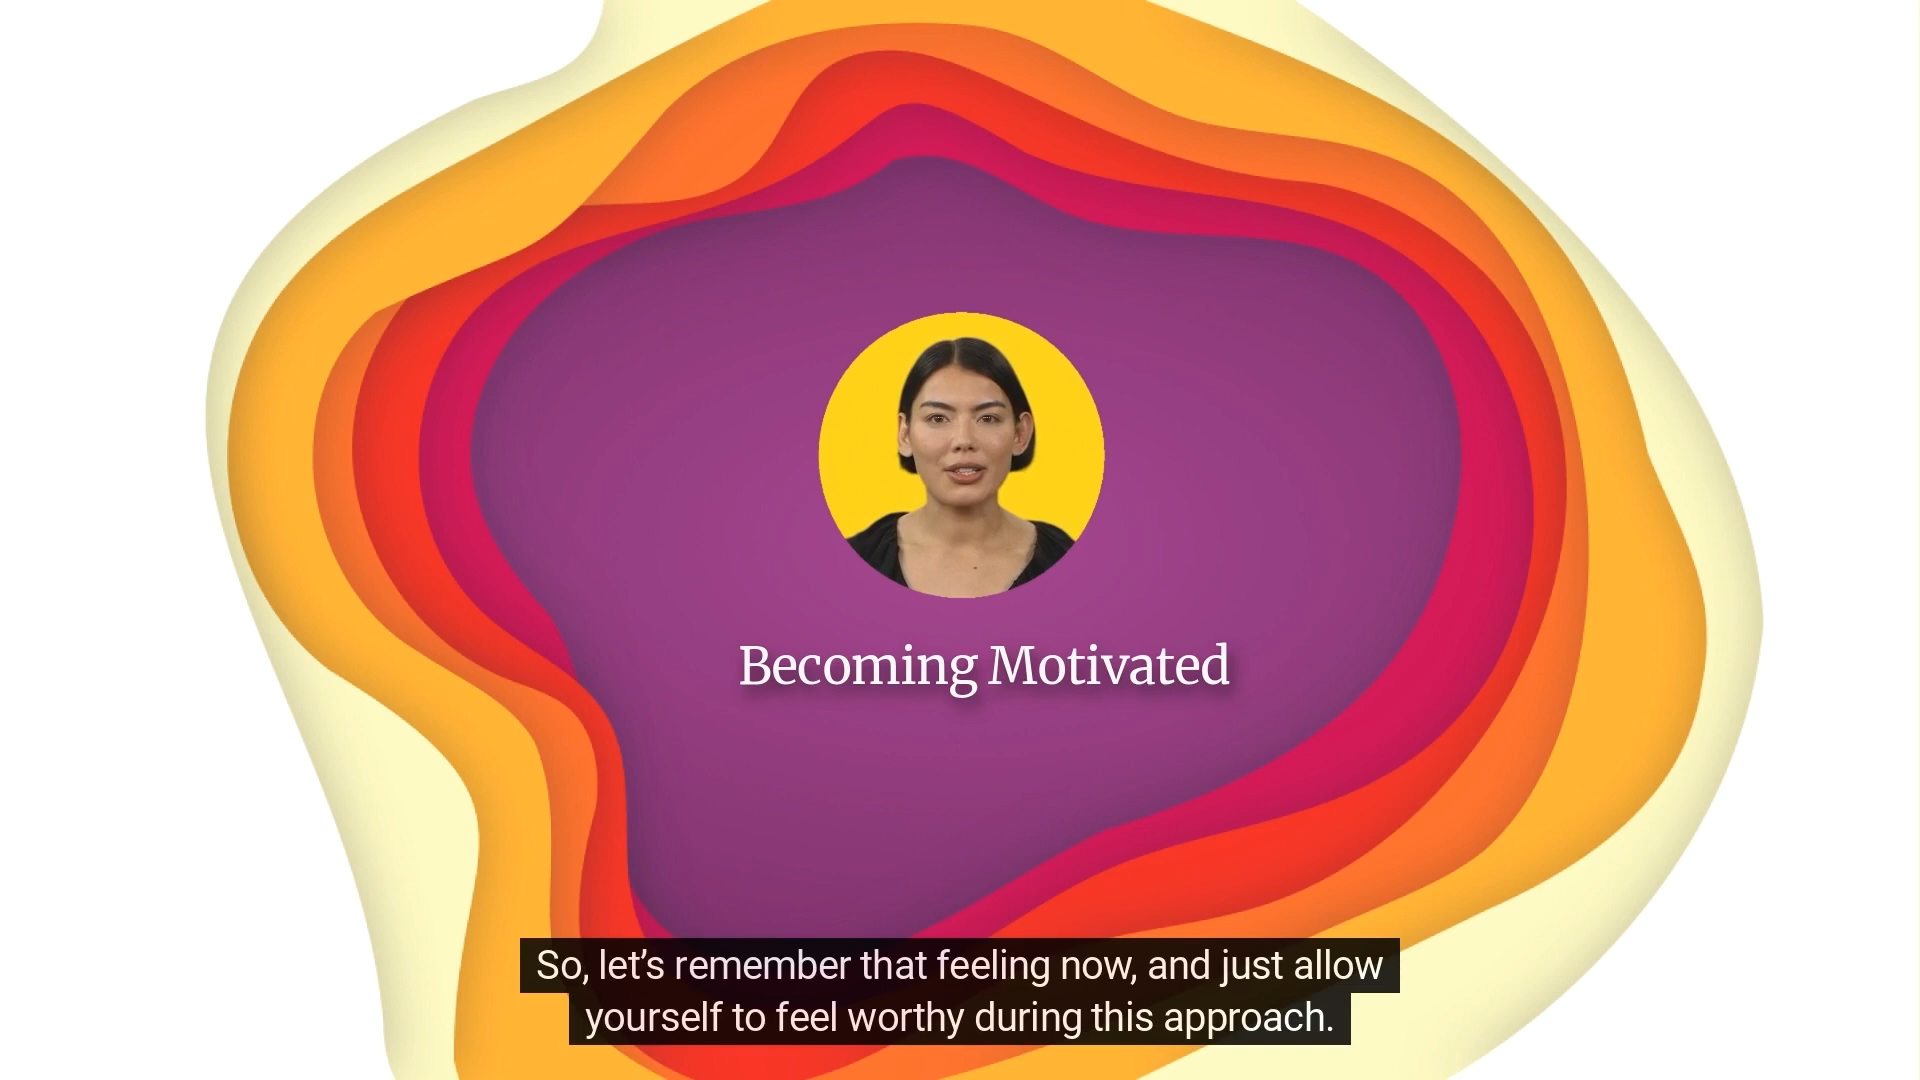 Becoming Motivated
So, let’s remember that feeling now, and just allow
yourself to feel worthy during this approach.